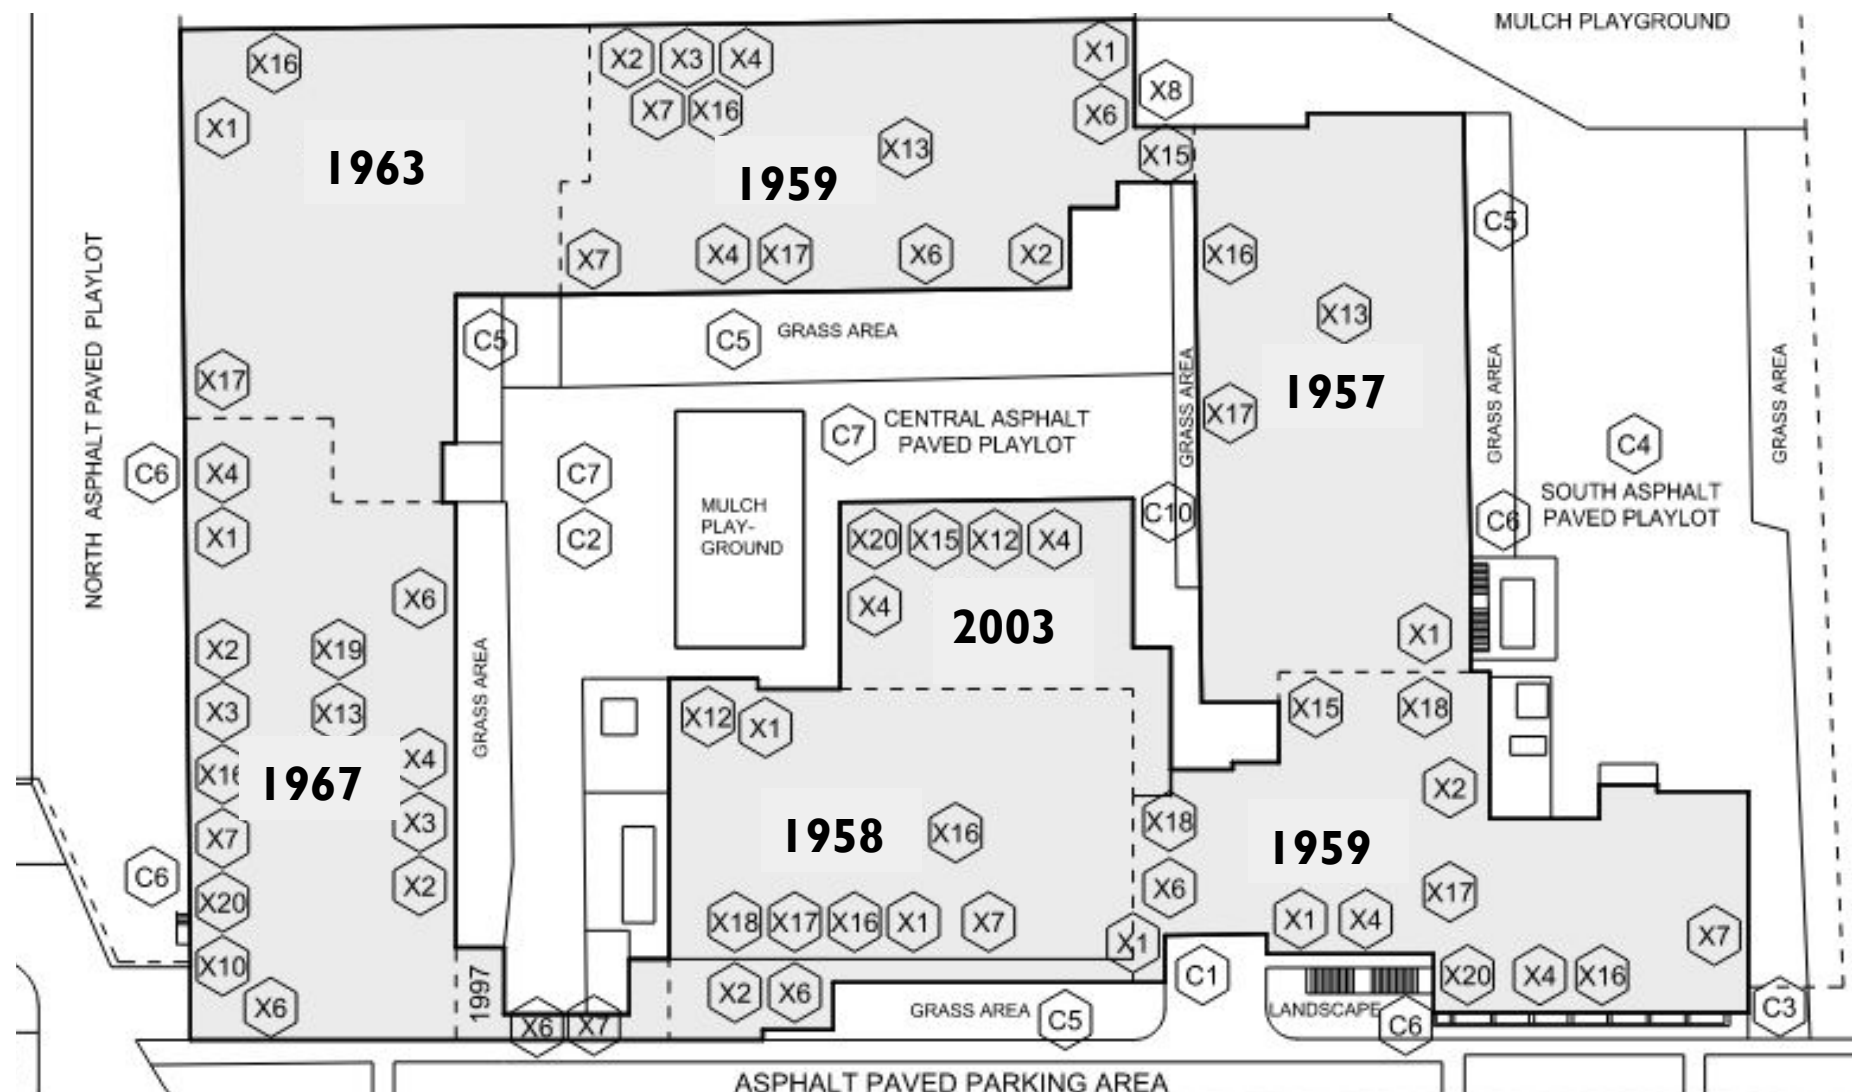 MULCH PLAYGROUND
X16
X2 X3 X4
X1
X8
X1
X7 X16
X6
X13
X15
1963
1959
C5
X7
X4 X17
X6
X2
X16
X13
C5
C5
GRASS AREA
X17
1957
GRASS AREA
GRASS AREA
GRASS AREA
NORTH ASPHALT PAVED PLAYLOT
X17
C7
CENTRAL ASPHALT
PAVED PLAYLOT
C4
C6
X4
C7
SOUTH ASPHALT
PAVED PLAYLOT
MULCH
PLAY-
GROUND
C10
C6
X1
C2
X20 X15 X12 X4
X6
X4
2003
X1
X2
X19
GRASS AREA
X3
X13
X12
X1
X15
X18
X4
X16
1967
X2
X3
X18
X7
1958
X16
1959
C6
X2
X6
X17
X20
X18 X17 X16 X1
X7
X1
X4
X7
X1
X10
C1
X20
X4
X16
1997
X2
X6
X6
GRASS AREA
C5
LANDSCAPE
C6
C3
X6 X7
ASPHALT PAVED PARKING AREA